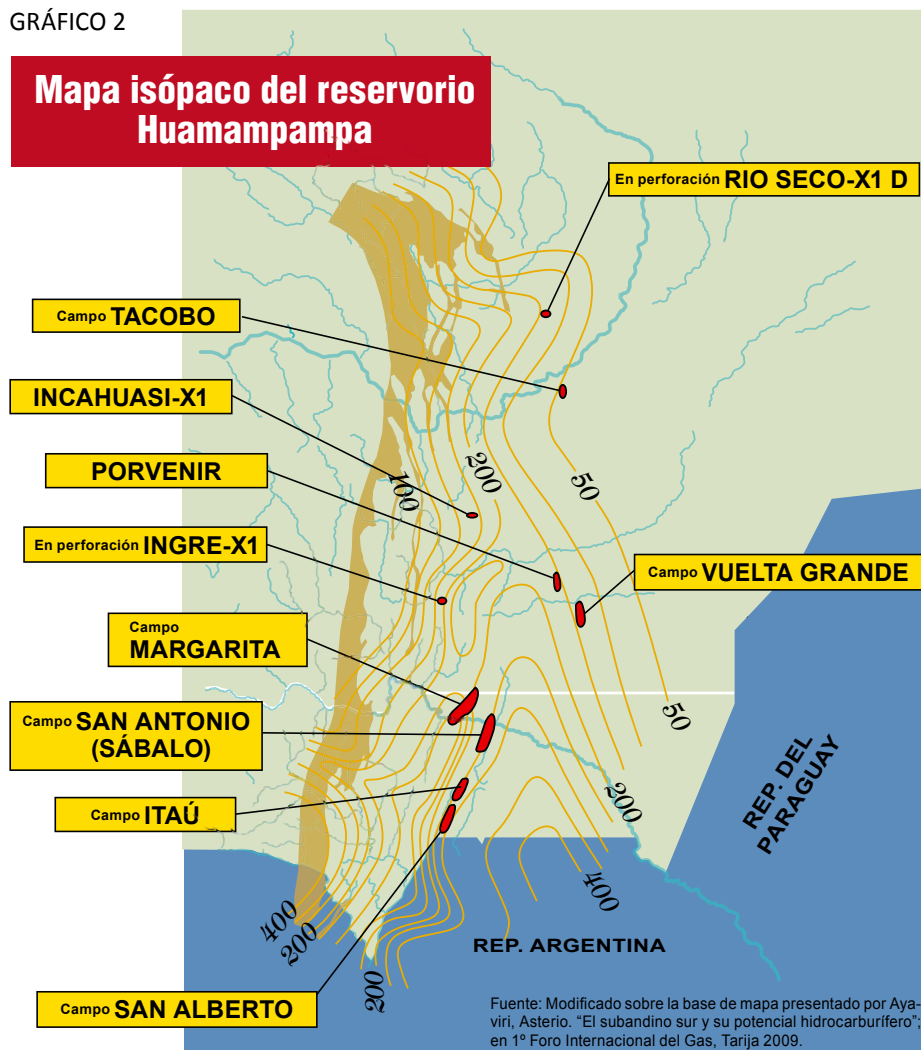 GRÁFICO 2
Mapa isópaco del reservorio
Huamampampa
En perforación RIO SECO-X1 D
Campo TACOBO
INCAHUASI-X1
PORVENIR
En perforación INGRE-X1
Campo VUELTA GRANDE
Campo
MARGARITA
Campo SAN ANTONIO
(SÁBALO)
Campo ITAÚ
Campo SAN ALBERTO
100
200
50
50
200
400
400
200
200
REP. DEL
PARAGUAY
REP. ARGENTINA
Fuente: Modificado sobre la base de mapa presentado por Aya-
viri, Asterio. “El subandino sur y su potencial hidrocarburífero”;
en 1º Foro Internacional del Gas, Tarija 2009.